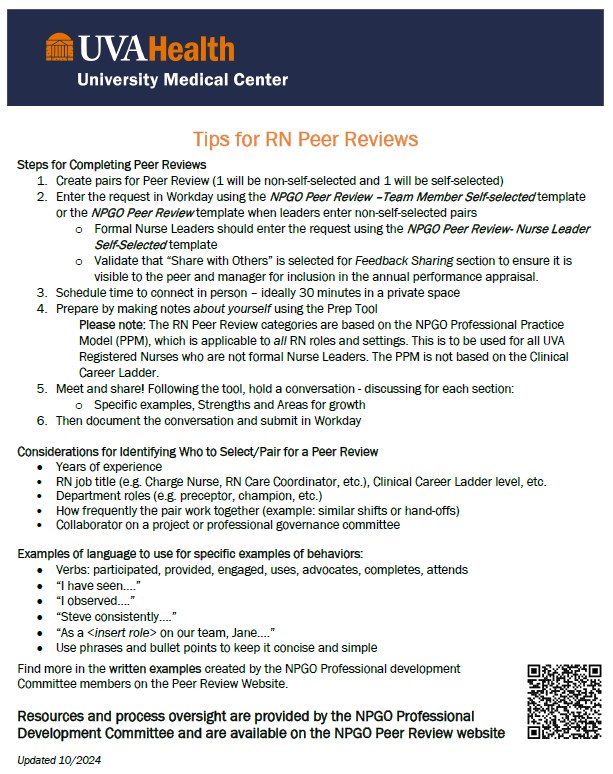 UVAHealth
University Medical Center
Tips for RN Peer Reviews
Steps for Completing Peer Reviews
1. Create pairs for Peer Review (1 will be non-self-selected and 1 will be self-selected)
2. Enter the request in Workday using the NPGO Peer Review –Team Member Self-selected template
or the NPGO Peer Review template when leaders enter non-self-selected pairs
o Formal Nurse Leaders should enter the request using the NPGO Peer Review- Nurse Leader
Self-Selected template
o Validate that “Share with Others” is selected for Feedback Sharing section to ensure it is
visible to the peer and manager for inclusion in the annual performance appraisal.
3. Schedule time to connect in person – ideally 30 minutes in a private space
4. Prepare by making notes about yourself using the Prep Tool
Please note: The RN Peer Review categories are based on the NPGO Professional Practice
Model (PPM), which is applicable to all RN roles and settings. This is to be used for all UVA
Registered Nurses who are not formal Nurse Leaders. The PPM is not based on the Clinical
Career Ladder.
5. Meet and share! Following the tool, hold a conversation - discussing for each section:
o Specific examples, Strengths and Areas for growth
6. Then document the conversation and submit in Workday
Considerations for Identifying Who to Select/Pair for a Peer Review
• Years of experience
• RN job title (e.g. Charge Nurse, RN Care Coordinator, etc.), Clinical Career Ladder level, etc.
• Department roles (e.g. preceptor, champion, etc.)
• How frequently the pair work together (example: similar shifts or hand-offs)
• Collaborator on a project or professional governance committee
Examples of language to use for specific examples of behaviors:
• Verbs: participated, provided, engaged, uses, advocates, completes, attends
• “I have seen....”
• “I observed....”
• “Steve consistently....”
• “As a <insert role> on our team, Jane....”
• Use phrases and bullet points to keep it concise and simple
Find more in the written examples created by the NPGO Professional development
Committee members on the Peer Review Website.
Resources and process oversight are provided by the NPGO Professional
Development Committee and are available on the NPGO Peer Review website
Updated 10/2024